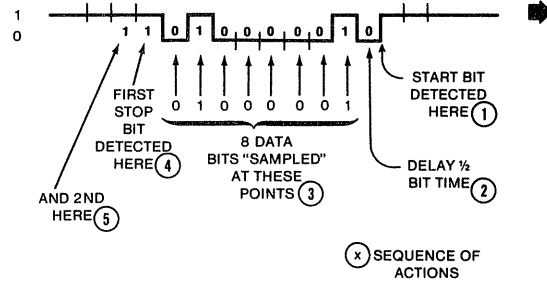 1
0
1 1 0 1 0 0 0 0 0 1 0
0 1 0 0 0 0 0 1
FIRST
STOP
BIT
DETECTED
HERE 4
AND 2ND
HERE 5
8 DATA
BITS "SAMPLED"
AT THESE
POINTS 3
START BIT
DETECTED
HERE 1
DELAY ½
BIT TIME 2
x SEQUENCE OF
ACTIONS